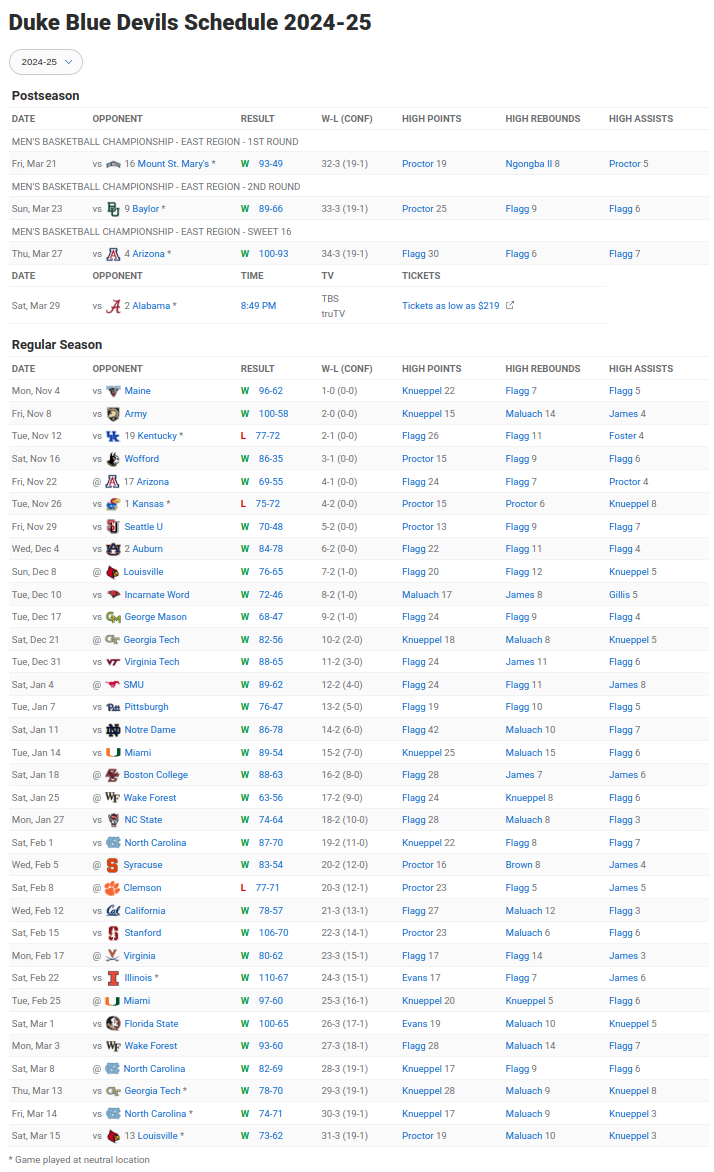 Duke Blue Devils Schedule 2024-25
2024-25
Postseason
DATE OPPONENT RESULT W-L (CONF) HIGH POINTS HIGH REBOUNDS HIGH ASSISTS
MEN'S BASKETBALL CHAMPIONSHIP - EAST REGION - 1ST ROUND
Fri, Mar 21 vs 16 Mount St. Mary's * W 93-49 32-3 (19-1) Proctor 19 Ngongba II 8 Proctor 5
MEN'S BASKETBALL CHAMPIONSHIP - EAST REGION - 2ND ROUND
Sun, Mar 23 vs 9 Baylor * W 89-66 33-3 (19-1) Proctor 25 Flagg 9 Flagg 6
MEN'S BASKETBALL CHAMPIONSHIP - EAST REGION - SWEET 16
Thu, Mar 27 vs 4 Arizona * W 100-93 34-3 (19-1) Flagg 30 Flagg 6 Flagg 7
DATE OPPONENT TIME TV TICKETS
Sat, Mar 29 vs 2 Alabama * 8:49 PM TBS truTV Tickets as low as $219
Regular Season
DATE OPPONENT RESULT W-L (CONF) HIGH POINTS HIGH REBOUNDS HIGH ASSISTS
Mon, Nov 4 vs Maine W 96-62 1-0 (0-0) Knueppel 22 Flagg 7 Flagg 5
Fri, Nov 8 vs Army W 100-58 2-0 (0-0) Knueppel 15 Maluach 14 James 4
Tue, Nov 12 vs 19 Kentucky * L 77-72 2-1 (0-0) Flagg 26 Flagg 11 Foster 4
Sat, Nov 16 vs Wofford W 86-35 3-1 (0-0) Proctor 15 Flagg 9 Flagg 6
Fri, Nov 22 @ 17 Arizona W 69-55 4-1 (0-0) Flagg 24 Flagg 7 Proctor 4
Tue, Nov 26 vs 1 Kansas * L 75-72 4-2 (0-0) Proctor 15 Proctor 6 Knueppel 8
Fri, Nov 29 vs Seattle U W 70-48 5-2 (0-0) Proctor 13 Flagg 9 Flagg 7
Wed, Dec 4 vs 2 Auburn W 84-78 6-2 (0-0) Flagg 22 Flagg 11 Flagg 4
Sun, Dec 8 @ Louisville W 76-65 7-2 (1-0) Flagg 20 Flagg 12 Knueppel 5
Tue, Dec 10 vs Incarnate Word W 72-46 8-2 (1-0) Maluach 17 James 8 Gillis 5
Tue, Dec 17 vs George Mason W 68-47 9-2 (1-0) Flagg 24 Flagg 9 Flagg 4
Sat, Dec 21 @ Georgia Tech W 82-56 10-2 (2-0) Knueppel 18 Maluach 8 Knueppel 5
Tue, Dec 31 vs Virginia Tech W 88-65 11-2 (3-0) Flagg 24 James 11 Flagg 6
Sat, Jan 4 @ SMU W 89-62 12-2 (4-0) Flagg 24 Flagg 11 James 8
Tue, Jan 7 vs Pittsburgh W 76-47 13-2 (5-0) Flagg 19 Flagg 10 Flagg 5
Sat, Jan 11 vs Notre Dame W 86-78 14-2 (6-0) Flagg 42 Maluach 10 Flagg 7
Tue, Jan 14 vs Miami W 89-54 15-2 (7-0) Knueppel 25 Maluach 15 Flagg 6
Sat, Jan 18 @ Boston College W 88-63 16-2 (8-0) Flagg 28 James 7 James 6
Sat, Jan 25 @ Wake Forest W 63-56 17-2 (9-0) Flagg 24 Knueppel 8 Flagg 6
Mon, Jan 27 vs NC State W 74-64 18-2 (10-0) Flagg 28 Maluach 8 Flagg 3
Sat, Feb 1 vs North Carolina W 87-70 19-2 (11-0) Knueppel 22 Flagg 8 Flagg 7
Wed, Feb 5 @ Syracuse W 83-54 20-2 (12-0) Proctor 16 Brown 8 James 4
Sat, Feb 8 @ Clemson L 77-71 20-3 (12-1) Proctor 23 Flagg 5 James 5
Wed, Feb 12 vs California W 78-57 21-3 (13-1) Flagg 27 Maluach 12 Flagg 3
Sat, Feb 15 vs Stanford W 106-70 22-3 (14-1) Proctor 23 Maluach 6 Flagg 6
Mon, Feb 17 @ Virginia W 80-62 23-3 (15-1) Flagg 17 Flagg 14 James 3
Sat, Feb 22 vs Illinois * W 110-67 24-3 (15-1) Evans 17 Flagg 7 James 6
Tue, Feb 25 @ Miami W 97-60 25-3 (16-1) Knueppel 20 Knueppel 5 Flagg 6
Sat, Mar 1 vs Florida State W 100-65 26-3 (17-1) Evans 19 Maluach 10 Knueppel 5
Mon, Mar 3 vs Wake Forest W 93-60 27-3 (18-1) Flagg 28 Maluach 14 Flagg 7
Sat, Mar 8 @ North Carolina W 82-69 28-3 (19-1) Knueppel 17 Flagg 9 Flagg 6
Thu, Mar 13 vs Georgia Tech * W 78-70 29-3 (19-1) Knueppel 28 Maluach 9 Knueppel 8
Fri, Mar 14 vs North Carolina * W 74-71 30-3 (19-1) Knueppel 17 Maluach 9 Knueppel 3
Sat, Mar 15 vs 13 Louisville * W 73-62 31-3 (19-1) Proctor 19 Maluach 10 Knueppel 3
* Game played at neutral location